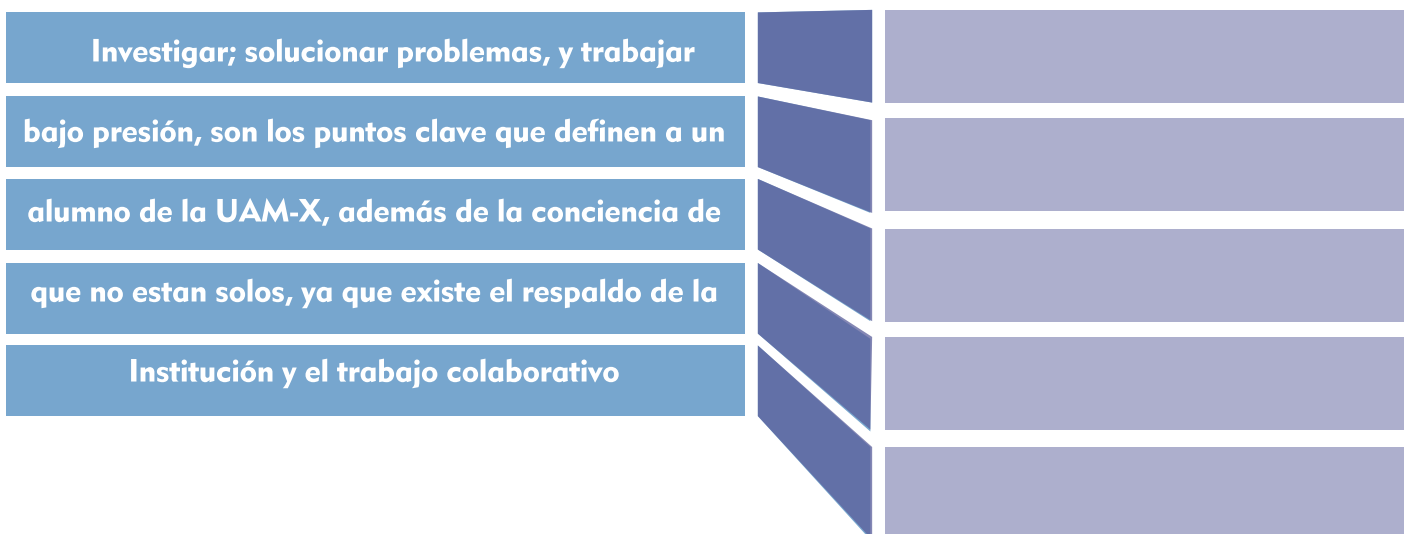 Investigar; solucionar problemas, y trabajar
bajo presión, son los puntos clave que definen a un
alumno de la UAM-X, además de la conciencia de
que no estan solos, ya que existe el respaldo de la
Institución y el trabajo colaborativo